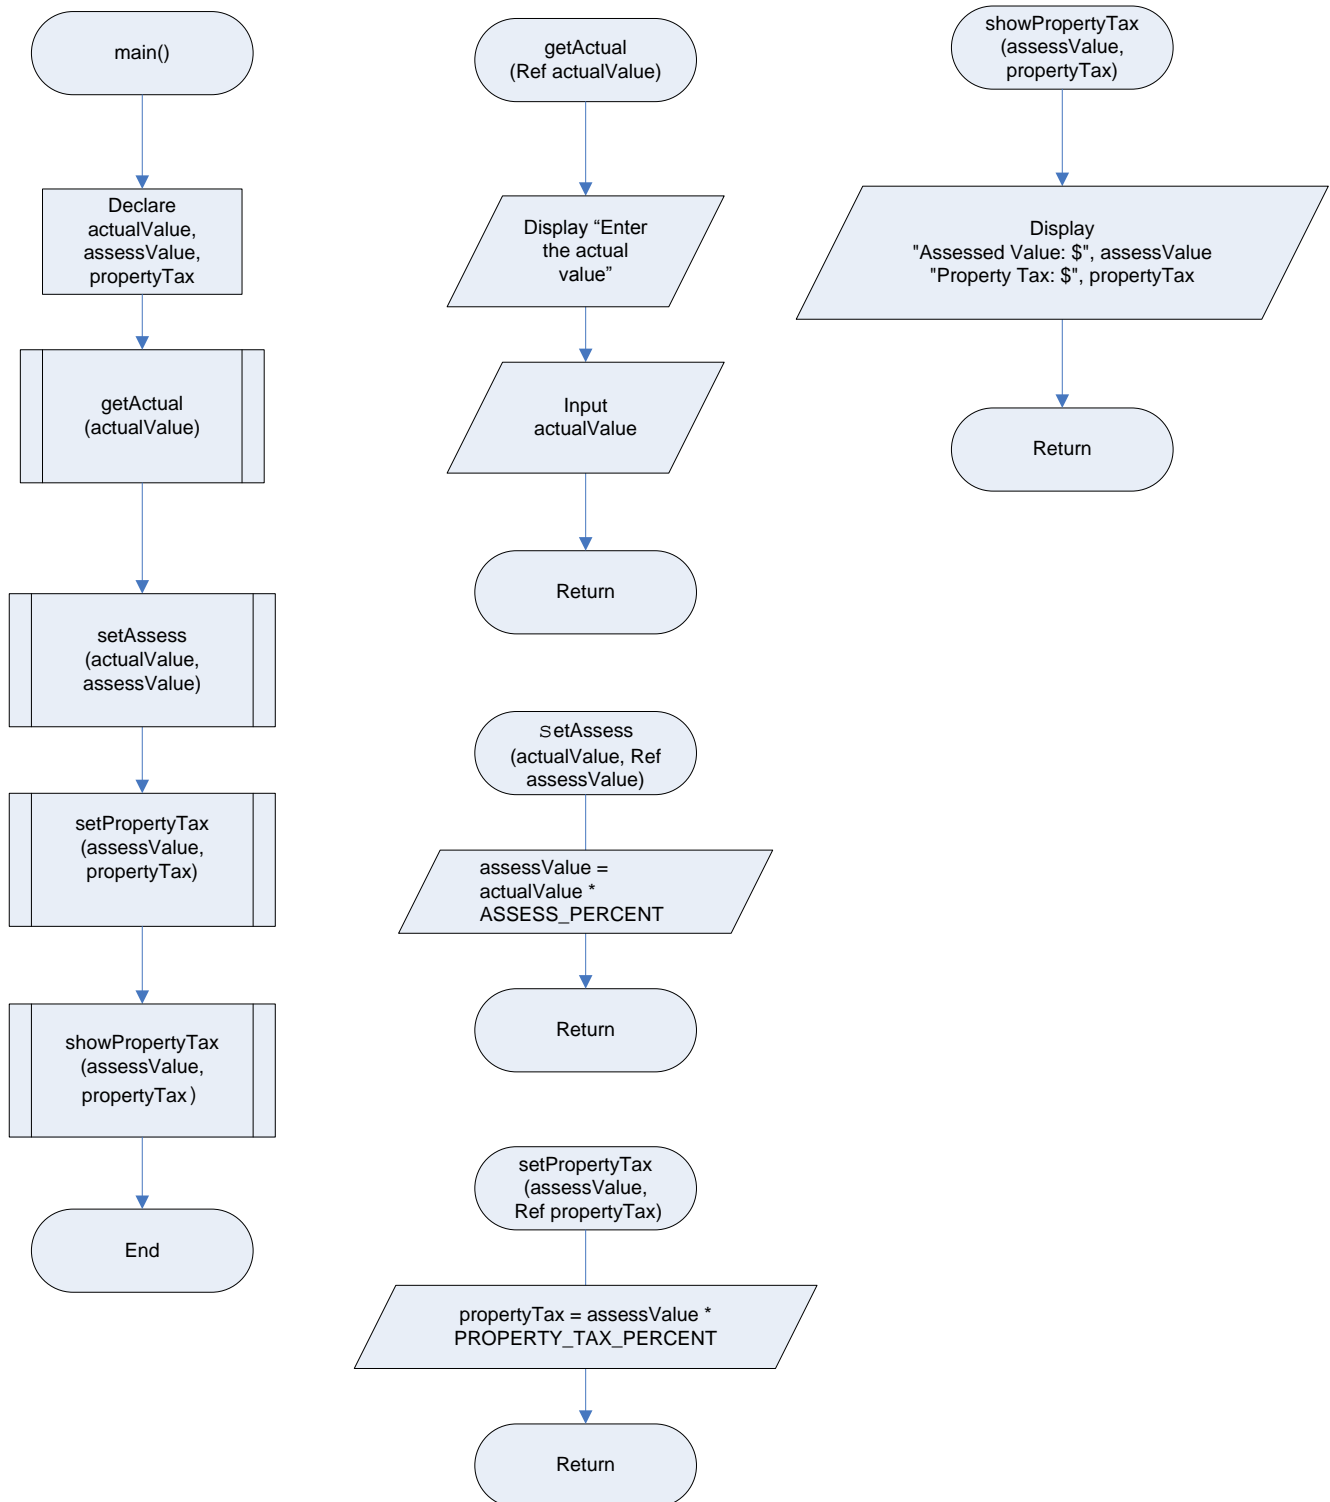 main()
Declare
actualValue,
assessValue,
propertyTax
getActual
(actualValue)
setAssess
(actualValue,
assessValue)
setPropertyTax
(assessValue,
propertyTax)
showPropertyTax
(assessValue,
propertyTax)
End
getActual
(Ref actualValue)
Display “Enter
the actual
value”
Input
actualValue
Return
SetAssess
(actualValue, Ref
assessValue)
assessValue =
actualValue *
ASSESS_PERCENT
Return
setPropertyTax
(assessValue,
Ref propertyTax)
propertyTax = assessValue *
PROPERTY_TAX_PERCENT
Return
showPropertyTax
(assessValue,
propertyTax)
Display
"Assessed Value: $", assessValue
"Property Tax: $", propertyTax
Return